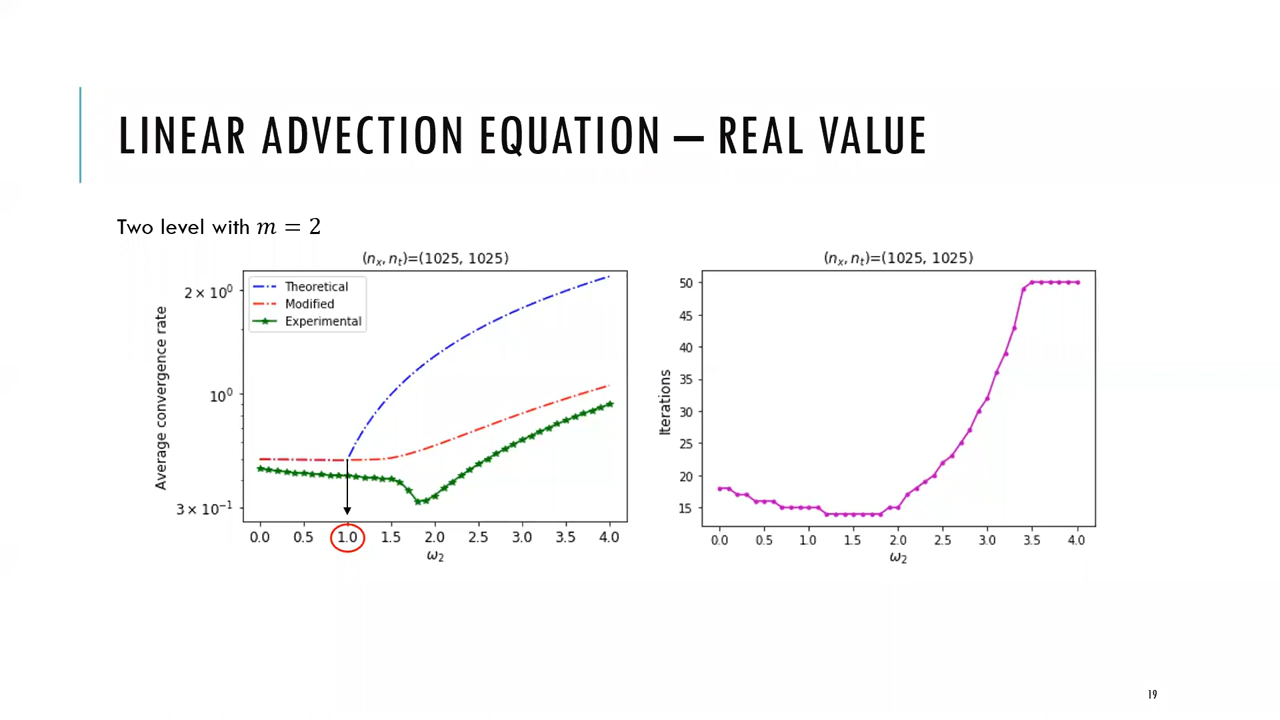 LINEAR ADVECTION EQUATION – REAL VALUE
Two level with m = 2
(nₓ, nₜ)=(1025, 1025)
Theoretical
Modified
Experimental
Average convergence rate
2 × 10⁰
10⁰
3 × 10⁻¹
0.0 0.5 1.0 1.5 2.0 2.5 3.0 3.5 4.0
ω₂
(nₓ, nₜ)=(1025, 1025)
Iterations
50
45
40
35
30
25
20
15
0.0 0.5 1.0 1.5 2.0 2.5 3.0 3.5 4.0
ω₂
19